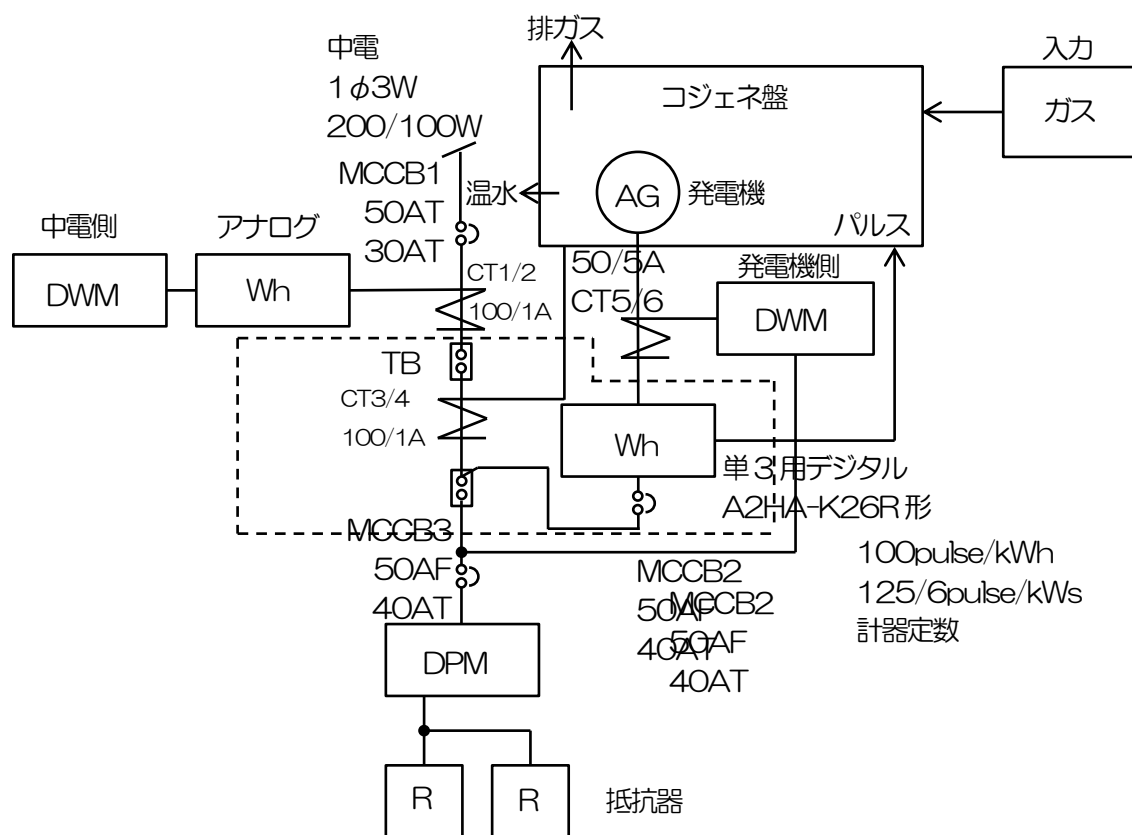 排ガス
中電
1φ3W
200/100W
MCCB1
50AT
30AT
入力
ガス
コジェネ盤
温水
AG
発電機
パルス
中電側
DWM
アナログ
Wh
CT1/2
100/1A
50/5A
CT5/6
発電機側
DWM
TB
CT3/4
100/1A
Wh
単3用デジタル
A2HA-K26R形
MCCB3
50AF
40AT
100pulse/kWh
125/6pulse/kWs
計器定数
MCCB2
50AF
40AT
MCCB2
50AF
40AT
DPM
R
R
抵抗器